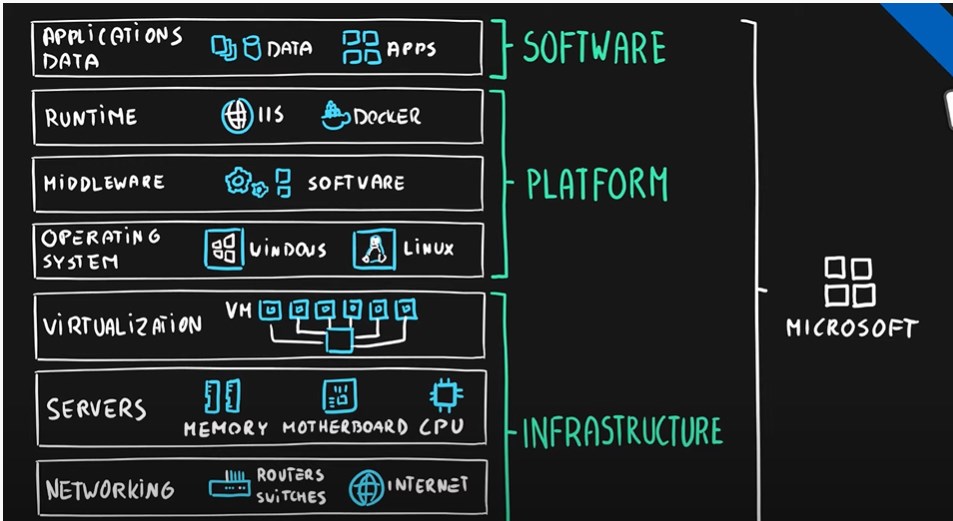 APPLICATIONS
DATA
DATA
APPS
SOFTWARE
RUNTIME
IIS
DOCKER
MIDDLEWARE
SOFTWARE
PLATFORM
OPERATING
SYSTEM
WINDOWS
LINUX
VIRTUALIZATION
VM
MICROSOFT
SERVERS
MEMORY
MOTHERBOARD
CPU
INFRASTRUCTURE
NETWORKING
ROUTERS
SWITCHES
INTERNET